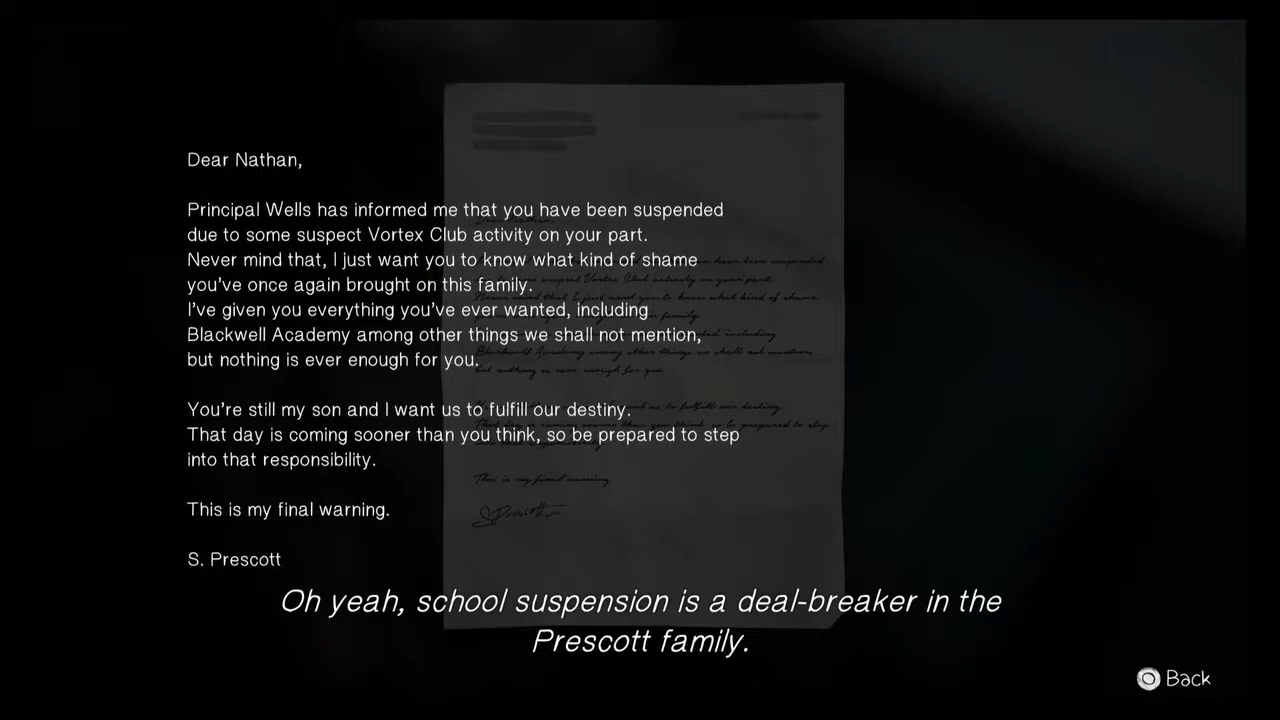 Dear Nathan,
Principal Wells has informed me that you have been suspended
due to some suspect Vortex Club activity on your part.
Never mind that, I just want you to know what kind of shame
you've once again brought on this family.
I've given you everything you've ever wanted, including
Blackwell Academy among other things we shall not mention,
but nothing is ever enough for you.
You're still my son and I want us to fulfill our destiny.
That day is coming sooner than you think, so be prepared to step
into that responsibility.
This is my final warning.
S. Prescott
Oh yeah, school suspension is a deal-breaker in the
Prescott family.
Back